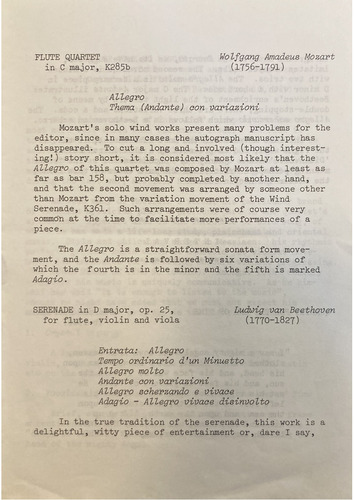 FLUTE QUARTET Wolfgang Amadeus Mozart
in C major, K285b (1756-1791)
Allegro
Thema (Andante) con variazioni
Mozart's solo wind works present many problems for the
editor, since in many cases the autograph manuscript has
disappeared. To cut a long and involved (though interest-
ing!) story short, it is considered most likely that the
Allegro of this quartet was composed by Mozart at least as
far as bar 158, but probably completed by another hand,
and that the second movement was arranged by someone other
than Mozart from the variation movement of the Wind
Serenade, K361. Such arrangements were of course very
common at the time to facilitate more performances of a
piece.
The Allegro is a straightforward sonata form move-
ment, and the Andante is followed by six variations of
which the fourth is in the minor and the fifth is marked
Adagio.
SERENADE in D major, op. 25, Ludwig van Beethoven
for flute, violin and viola (1770-1827)
Entrata: Allegro
Tempo ordinario d'un Minuetto
Allegro molto
Andante con variazioni
Allegro scherzando e vivace
Adagio - Allegro vivace disinvolto
In the true tradition of the serenade, this work is a
delightful, witty piece of entertainment or, dare I say,